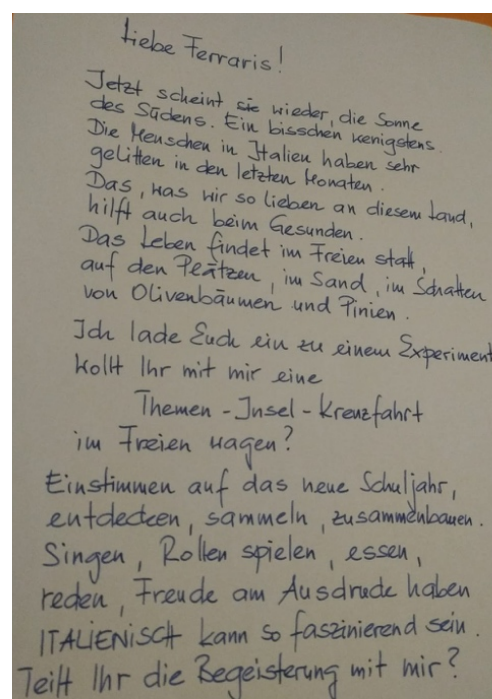 Liebe Ferraris!
Jetzt scheint sie wieder, die Sonne
des Südens. Ein bisschen wenigstens.
Die Menschen in Italien haben sehr
gelitten in den letzten Monaten.
Das, was wir so lieben an diesem Land,
hilft auch beim Gesunden.
Das Leben findet im Freien statt,
auf den Plätzen, im Sand, im Schatten
von Olivenbäumen und Pinien.
Ich lade Euch ein zu einem Experiment
Wollt Ihr mit mir eine
Themen-Insel-Kreuzfahrt
im Freien wagen?
Einstimmen auf das neue Schuljahr,
entdecken, sammeln, zusammenbauen.
Singen, Rollen spielen, essen,
reden, Freude am Ausdruck haben
ITALIENISCH kann so faszinierend sein.
Teilt Ihr die Begeisterung mit mir?